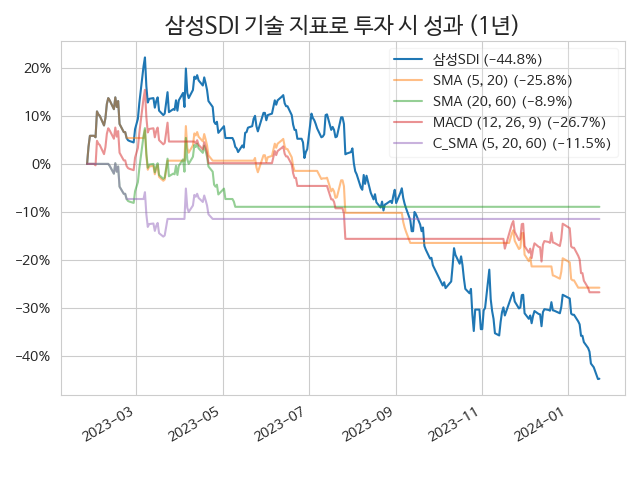 삼성SDI 기술 지표로 투자 시 성과 (1년)
삼성SDI (−44.8%)
SMA (5, 20) (−25.8%)
SMA (20, 60) (−8.9%)
MACD (12, 26, 9) (−26.7%)
C_SMA (5, 20, 60) (−11.5%)
20%
10%
0%
−10%
−20%
−30%
−40%
2023−03
2023−05
2023−07
2023−09
2023−11
2024−01